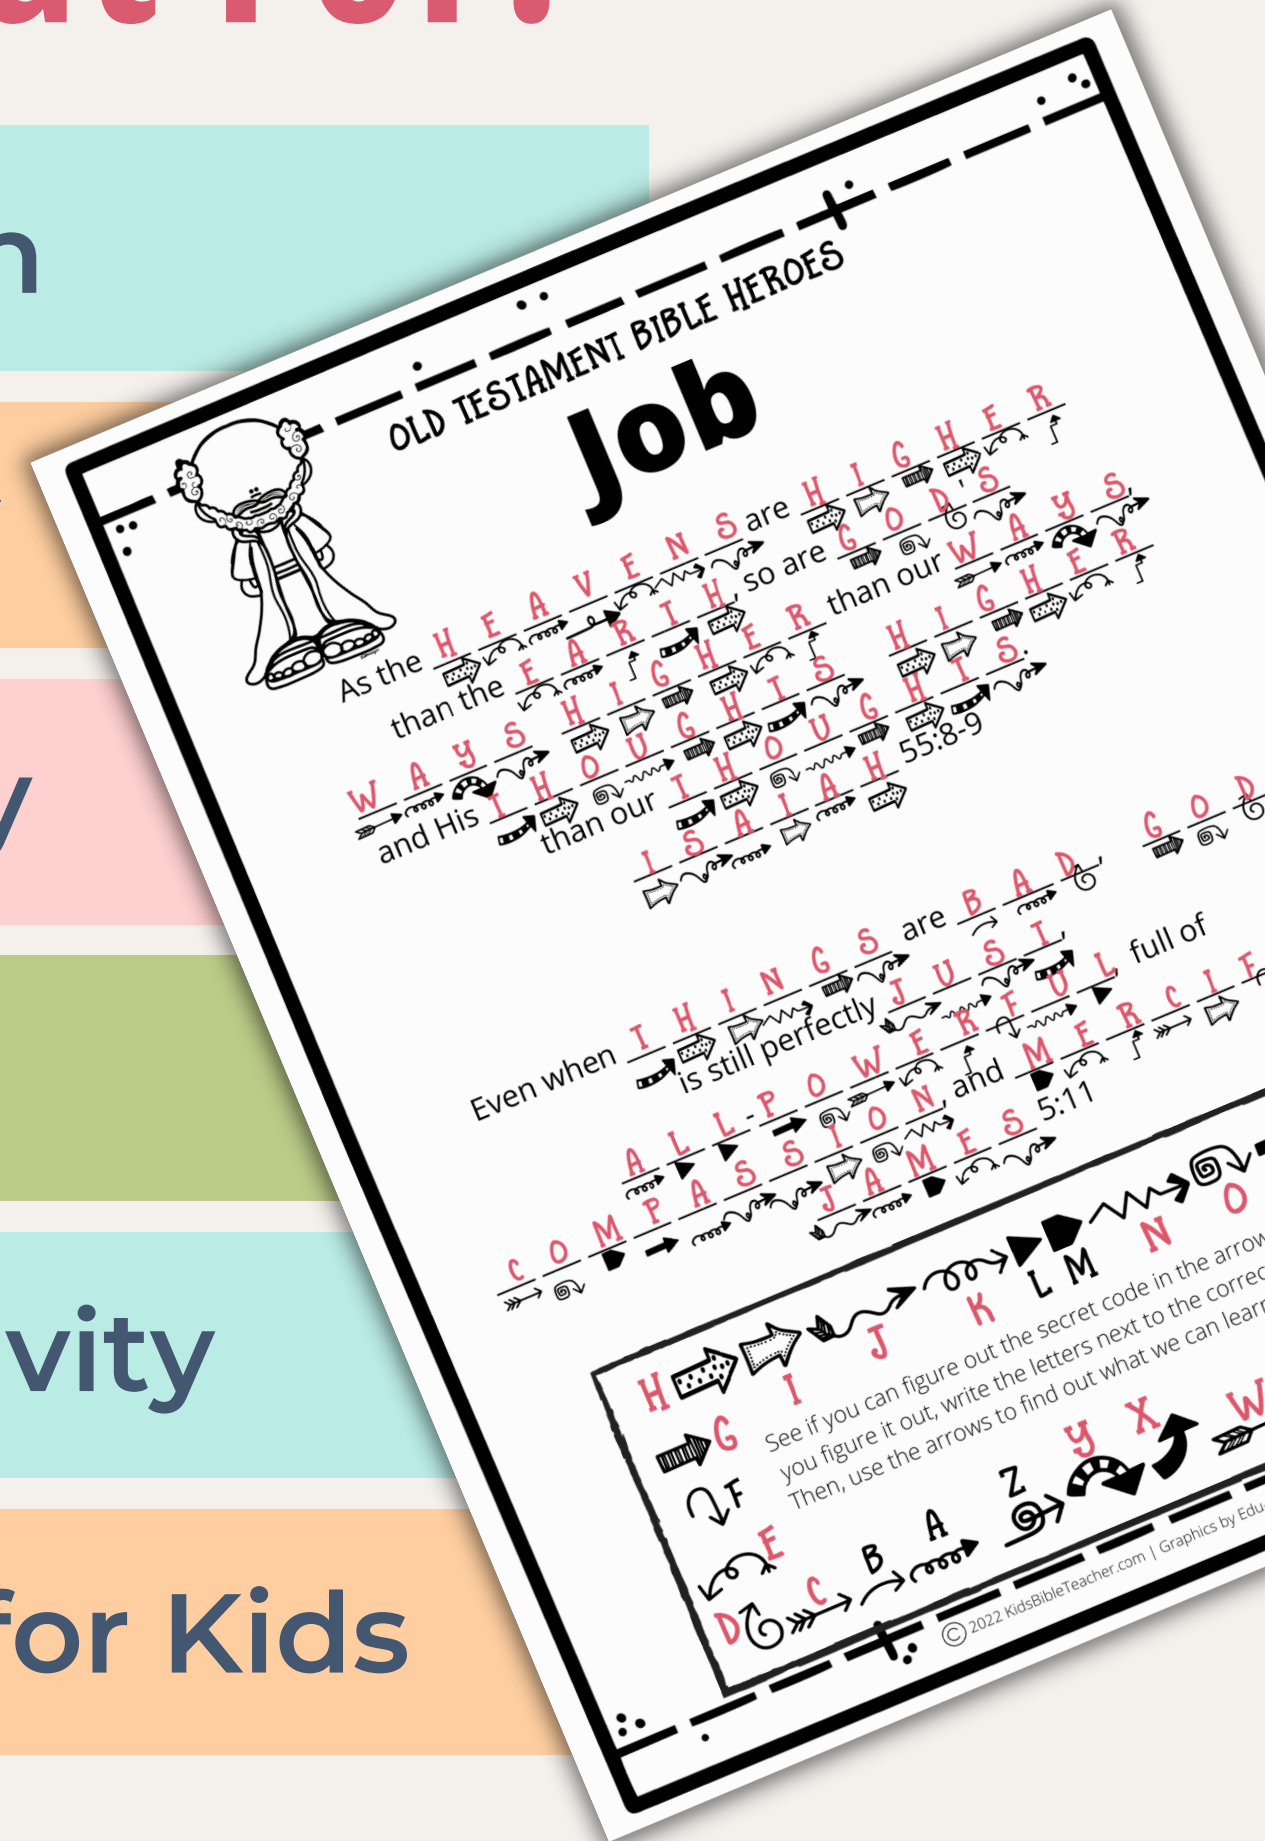 n
y
vity
for Kids
OLD TESTAMENT BIBLE HEROES
Job
As the HEAVENS are HIGHER
than the EARTH, so are GOD'S
WAYS HIGHER than our WAYS,
and His THOUGHTS HIGHER
than our THOUGHTS.
ISAIAH 55:8-9
Even when THINGS are BAD, GOD
is still perfectly JUST,
ALL-POWERFUL, full of
COMPASSION, and MERCIF
JAMES 5:11
H I J K L M N O
G
F
E
D C B A Z Y X W
See if you can figure out the secret code in the arrow
you figure it out, write the letters next to the correc
Then, use the arrows to find out what we can learn
© 2022 KidsBibleTeacher.com | Graphics by Edu-